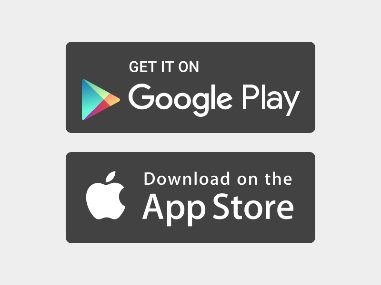 GET IT ON
Google Play
Download on the
App Store